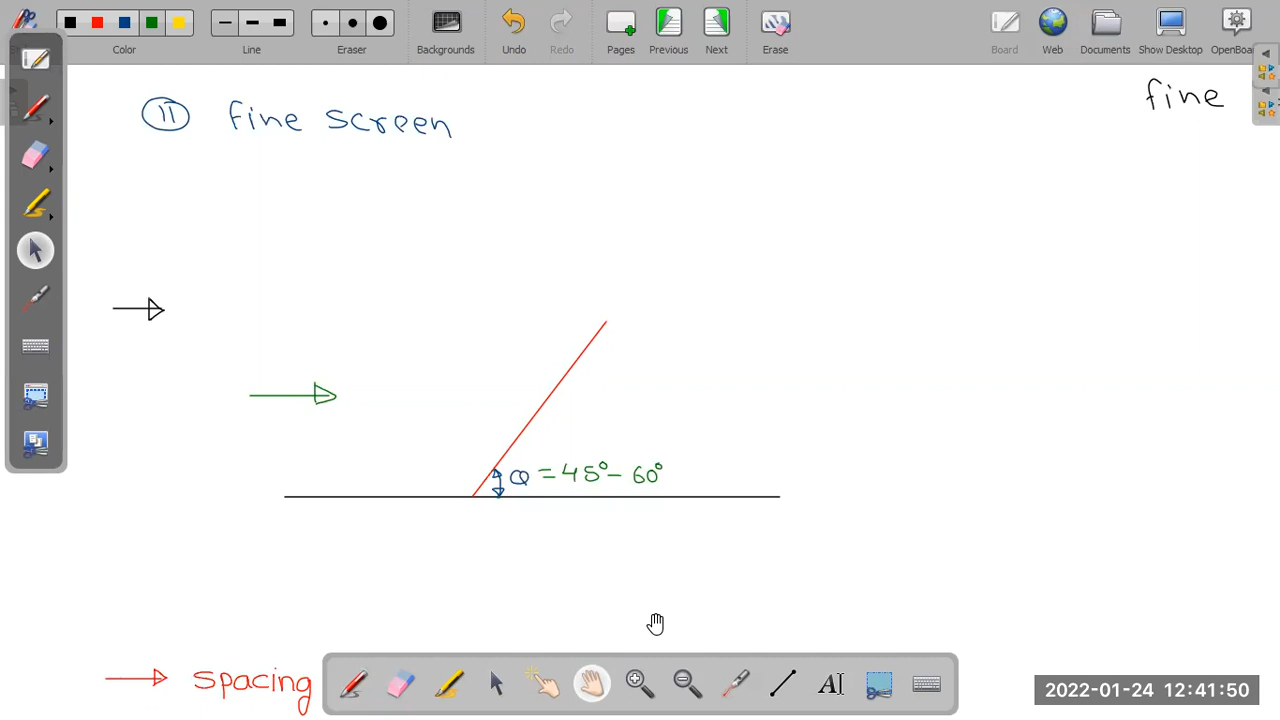 Color
Line
Eraser
Backgrounds
Undo
Redo
Pages
Previous
Next
Erase
Board
Web
Documents
Show Desktop
OpenBoard
fine
II fine screen
θ = 45° - 60°
→ spacing
2022-01-24 12:41:50